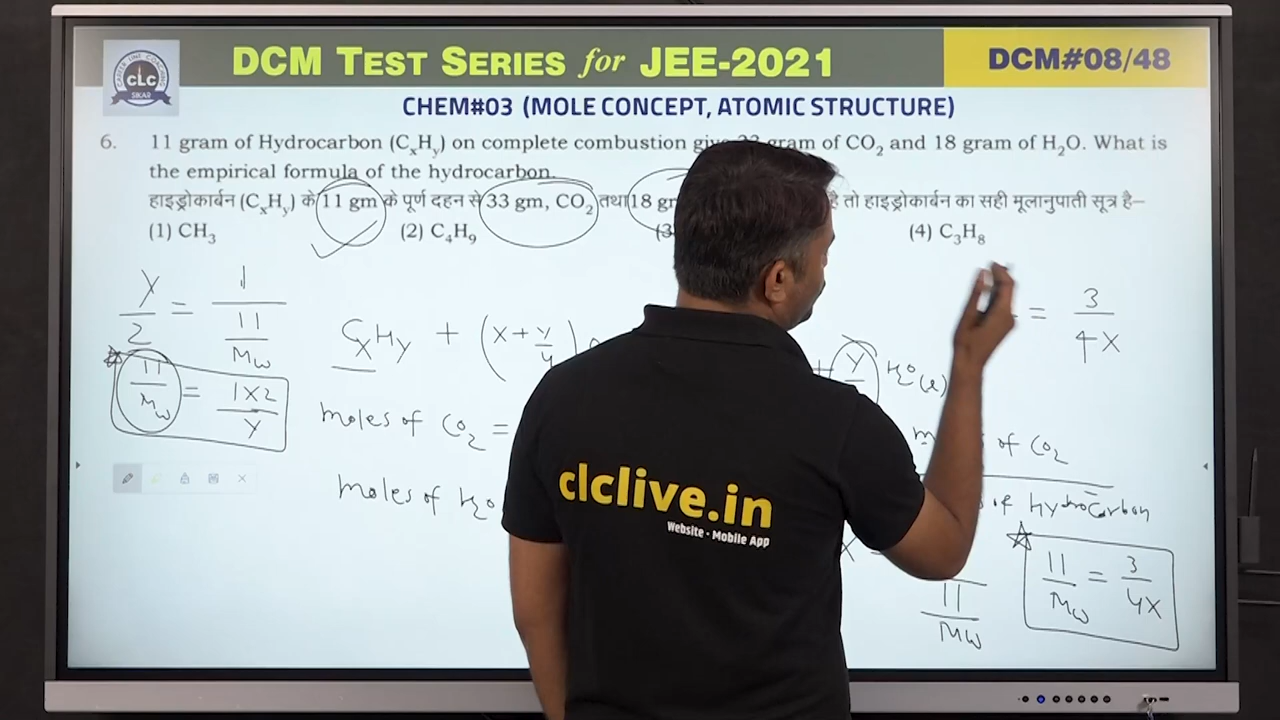 DCM TEST SERIES for JEE-2021
DCM#08/48
CLC
SIKAR
CHEM#03 (MOLE CONCEPT, ATOMIC STRUCTURE)
6. 11 gram of Hydrocarbon (CxHy) on complete combustion give gram of CO2 and 18 gram of H2O. What is
the empirical formula of the hydrocarbon.
हाइड्रोकार्बन (CxHy) के 11 gm के पूर्ण दहन से 33 gm, CO2 तथा 18 है तो हाइड्रोकार्बन का सही मूलानुपाती सूत्र है–
(1) CH3 (2) C4H9 (4) C3H8
y/2 = 1/(11/Mw)
11/Mw = 1x2/y
CxHy + (x+y/4)
+ y H2O(l)
= 3/4x
moles of CO2 =
of CO2
moles of H2O
of hydrocarbon
11/Mw
11/Mw = 3/4x
clclive.in
Website · Mobile App